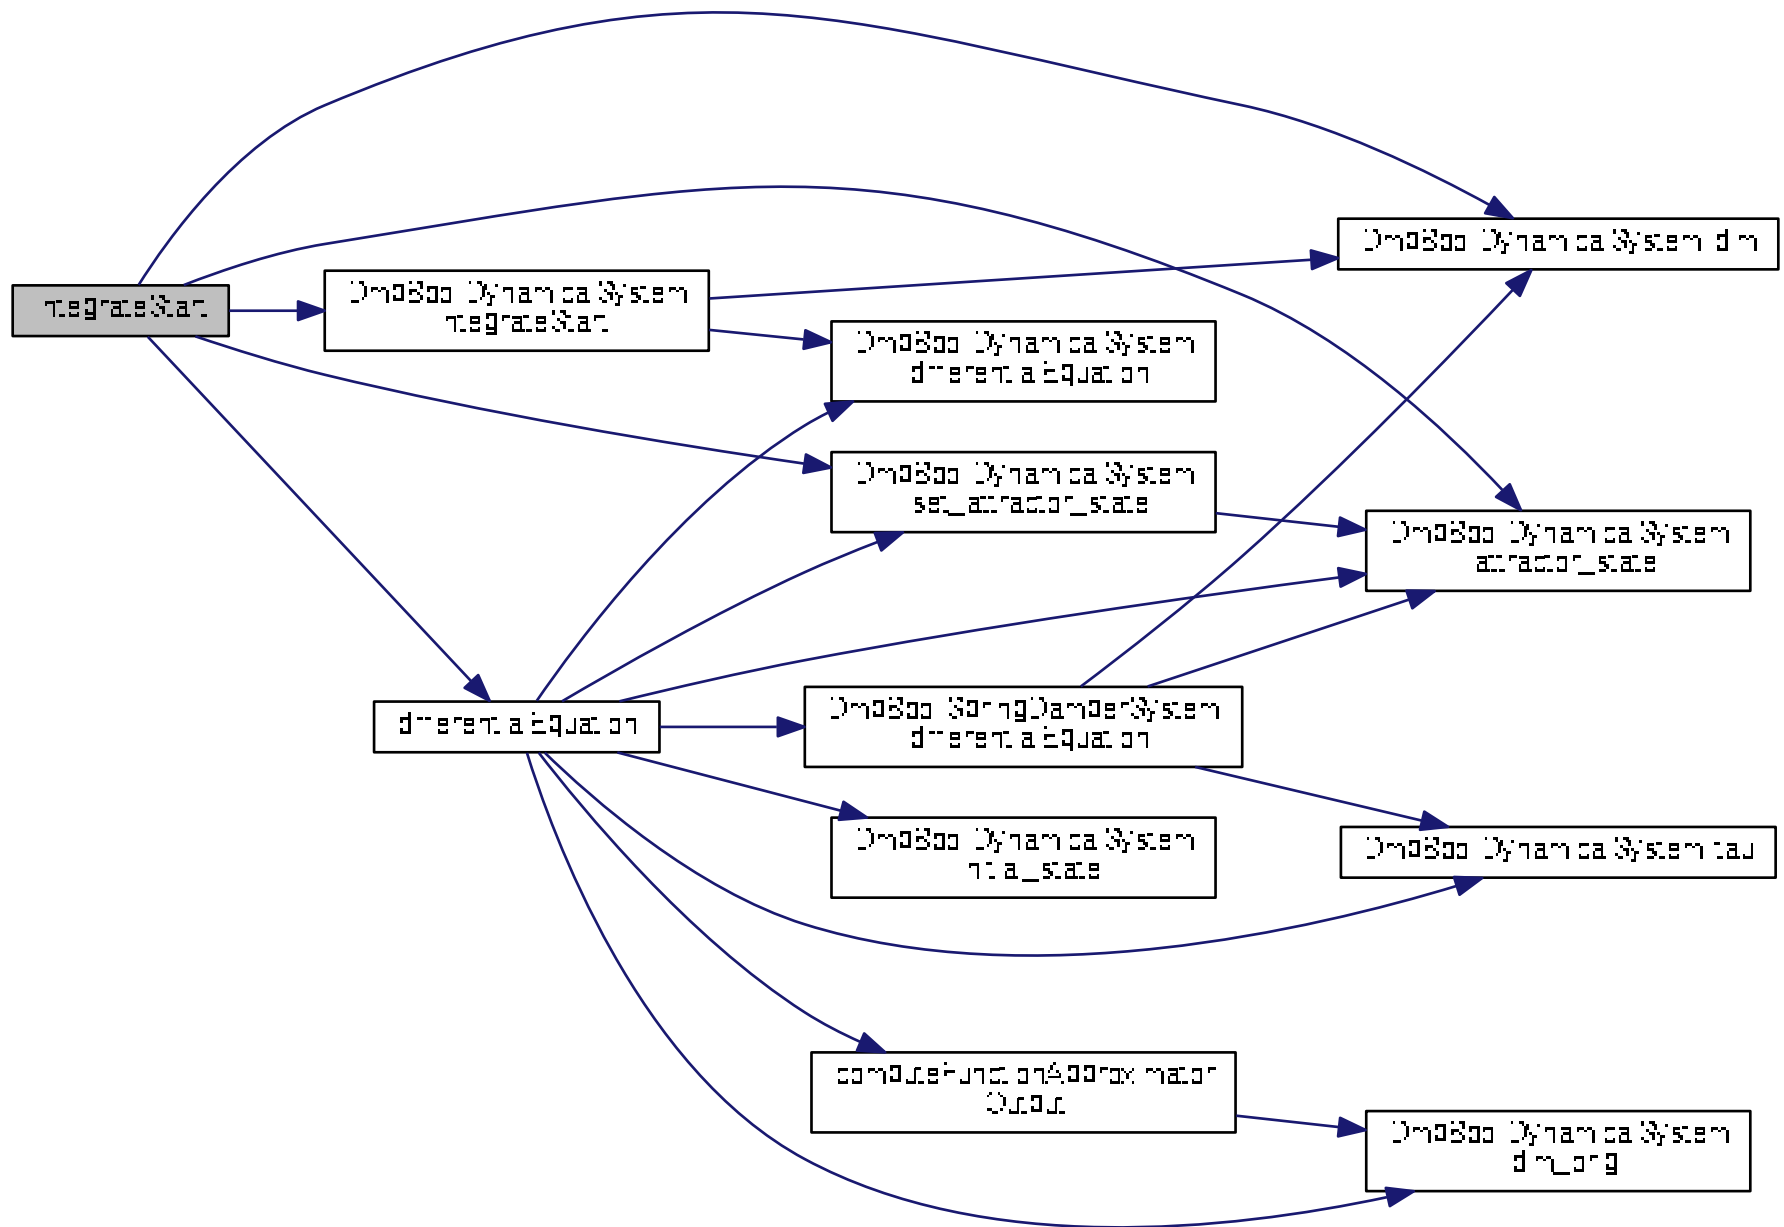 integrateStart
DmpBbo::DynamicalSystem::dim
DmpBbo::DynamicalSystem
::integrateStart
DmpBbo::DynamicalSystem
::differentialEquation
DmpBbo::DynamicalSystem
::set_attractor_state
DmpBbo::DynamicalSystem
::attractor_state
differentialEquation
DmpBbo::SpringDamperSystem
::differentialEquation
DmpBbo::DynamicalSystem
::initial_state
DmpBbo::DynamicalSystem::tau
computeFunctionApproximator
Output
DmpBbo::DynamicalSystem
::dim_orig